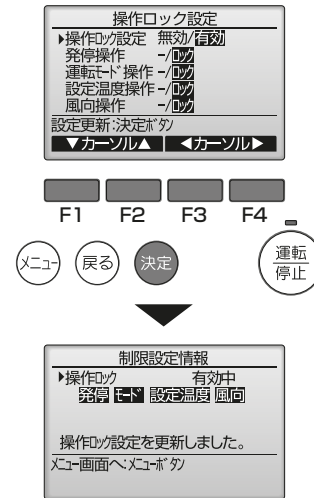 操作ロック設定
▶操作ﾛｯｸ設定 無効/有効
発停操作 -/ﾛｯｸ
運転ﾓｰﾄﾞ操作 -/ﾛｯｸ
設定温度操作 -/ﾛｯｸ
風向操作 -/ﾛｯｸ
設定更新:決定ﾎﾞﾀﾝ
▼カーソル▲ ◀カーソル▶
F1 F2 F3 F4
ﾒﾆｭｰ 戻る 決定 運転
停止
制限設定情報
▶操作ﾛｯｸ 有効中
発停 ﾓｰﾄﾞ 設定温度 風向
操作ﾛｯｸ設定を更新しました。
ﾒﾆｭｰ画面へ:ﾒﾆｭｰﾎﾞﾀﾝ